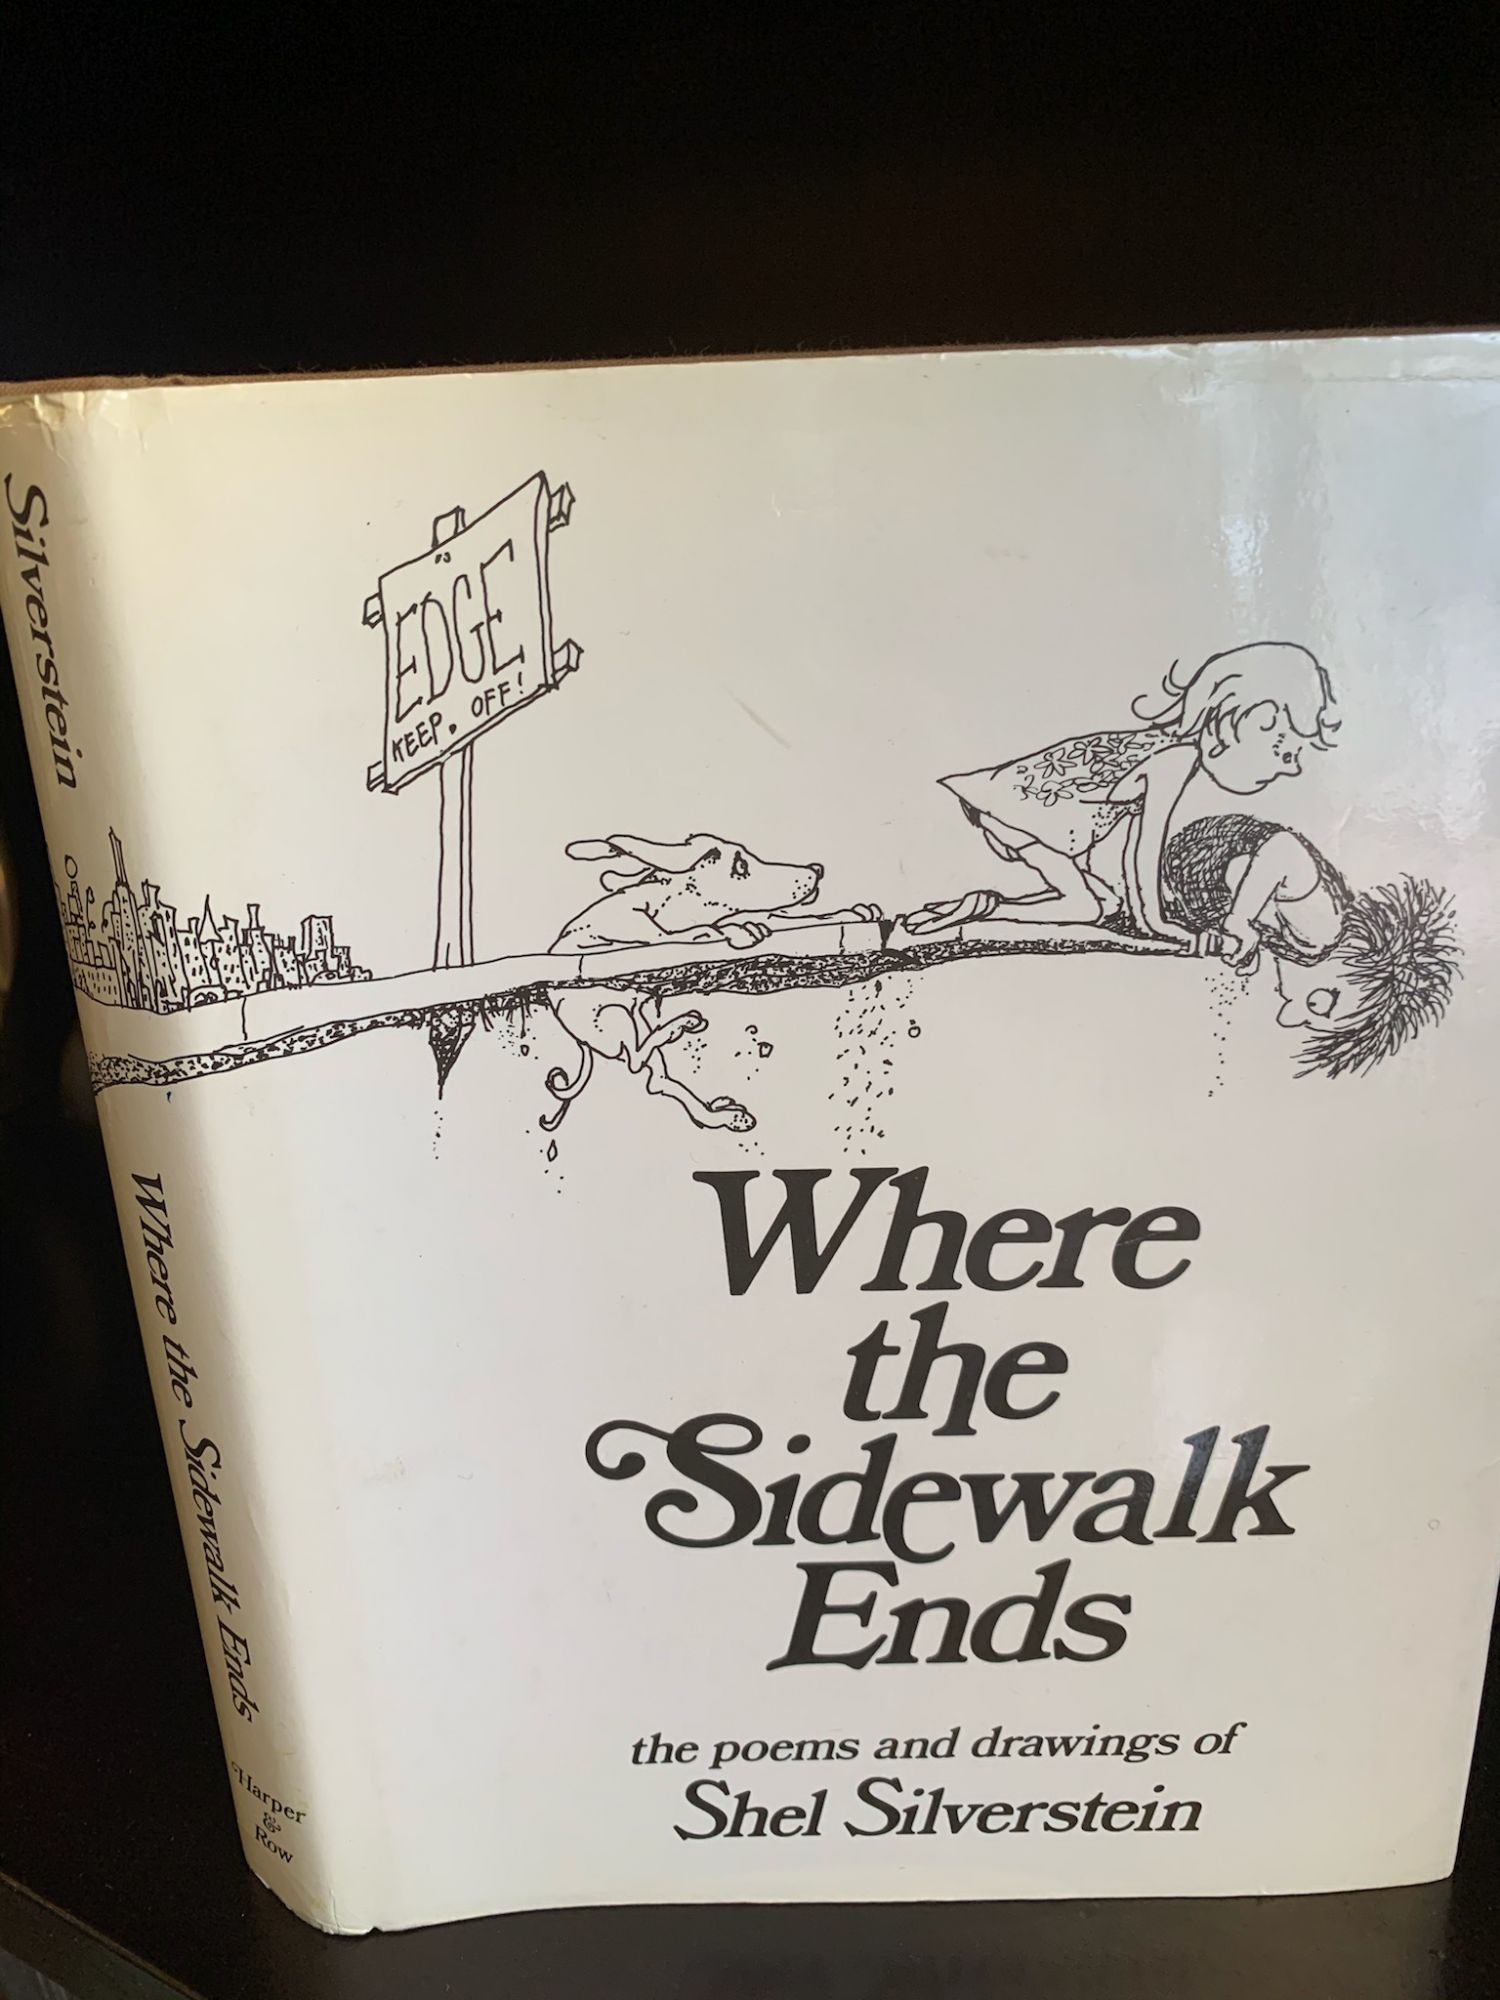 Silverstein
Where the Sidewalk Ends
Harper
&
Row
EDGE
KEEP. OFF!
Where
the
Sidewalk
Ends
the poems and drawings of
Shel Silverstein